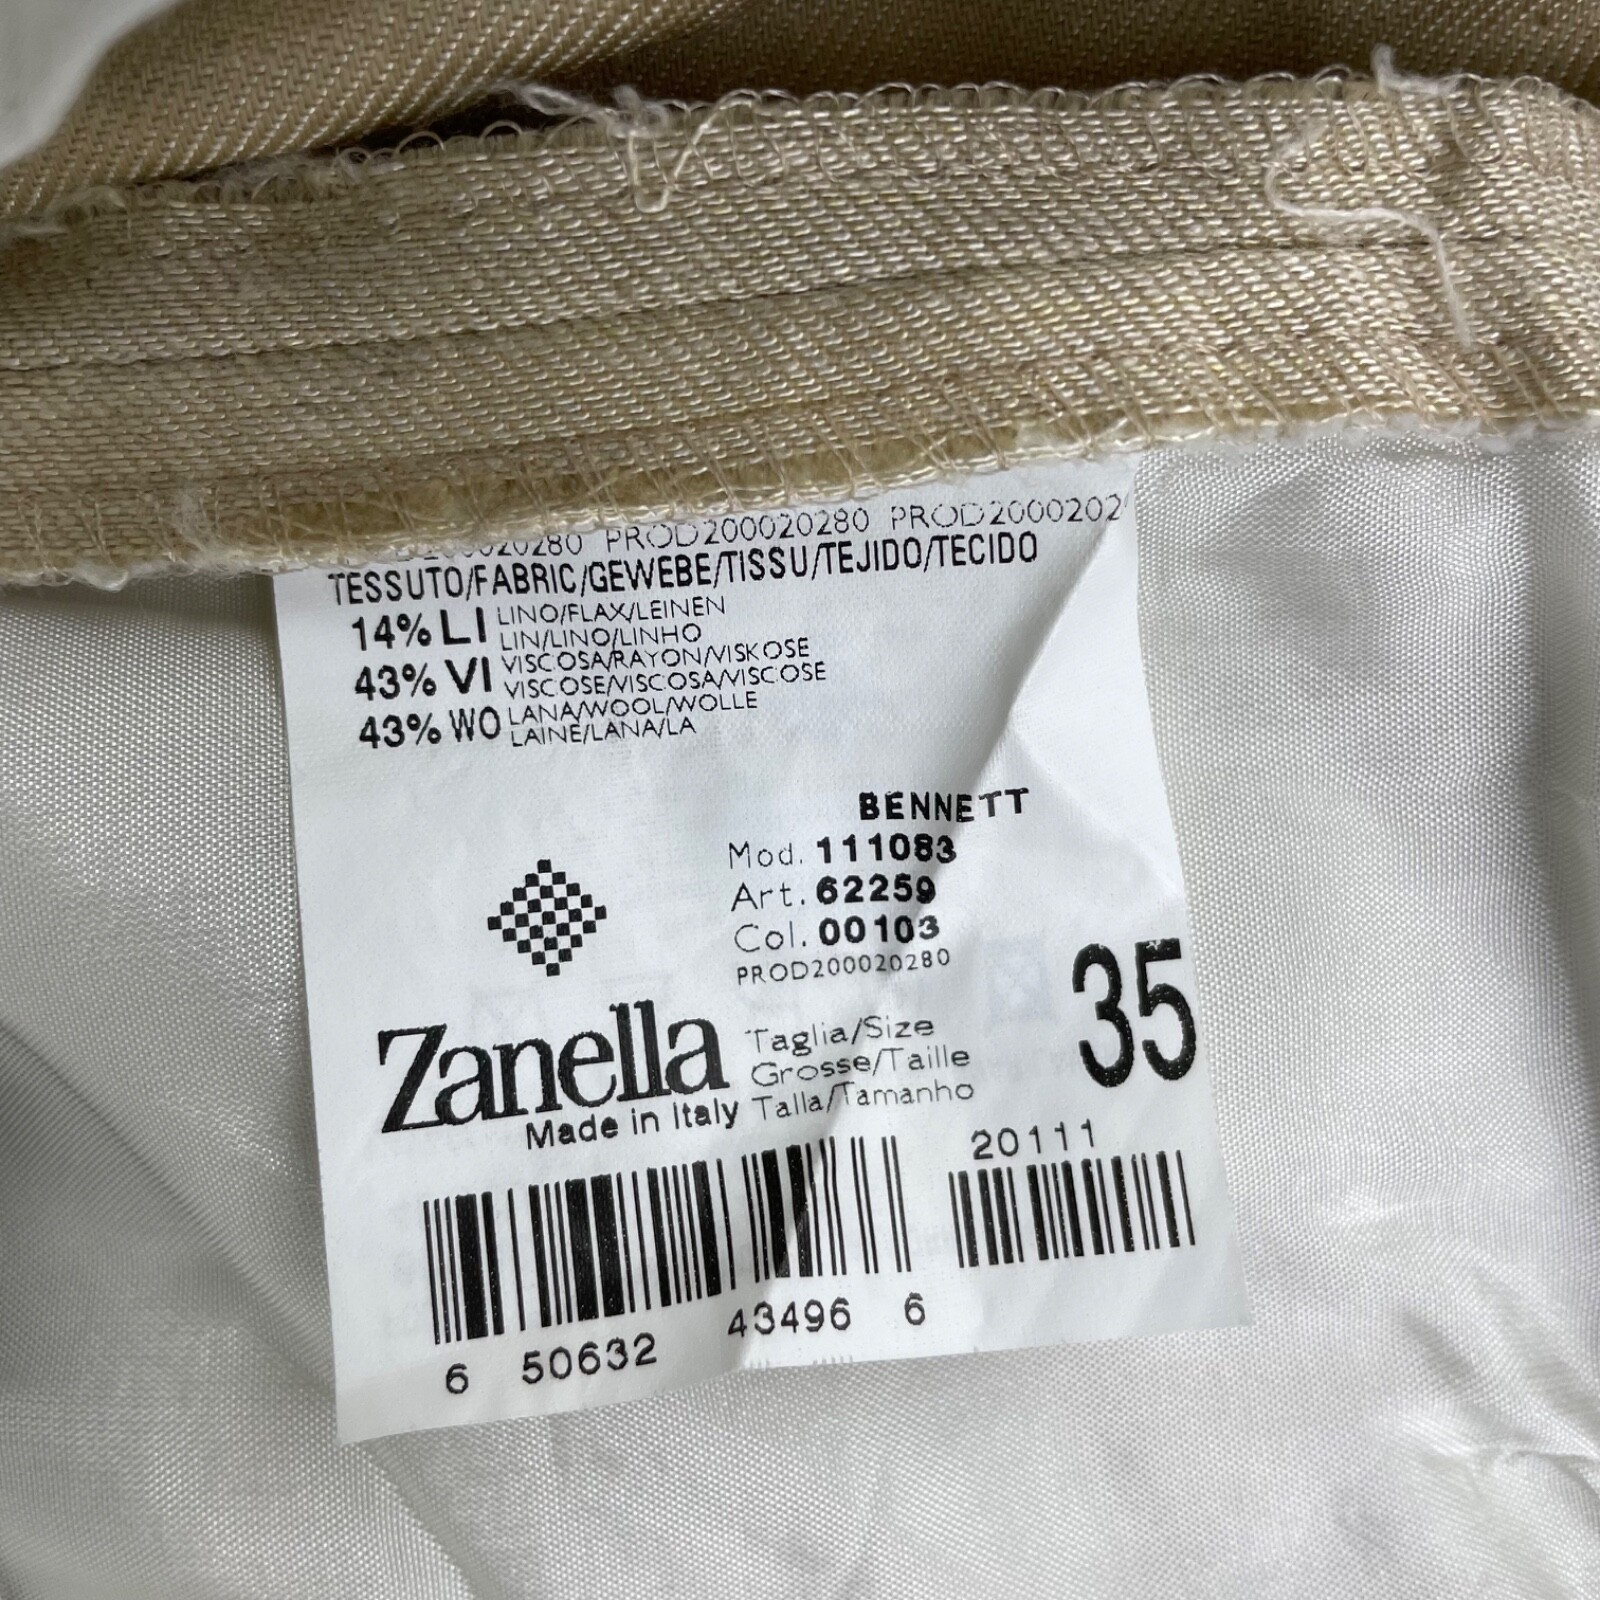 PROD200020280 PROD2000202
TESSUTO/FABRIC/GEWEBE/TISSU/TEJIDO/TECIDO
14% LI LINO/FLAX/LEINEN
LIN/LINO/LINHO
43% VI VISCOSA/RAYON/VISKOSE
VISCOSE/VISCOSA/VISCOSE
43% WO LANA/WOOL/WOLLE
LAINE/LANA/LA
BENNETT
Mod. 111083
Art. 62259
Col. 00103
PROD200020280
Zanella
Made in Italy
Taglia/Size
Grosse/Taille
Talla/Tamanho
35
20111
6 50632 43496 6